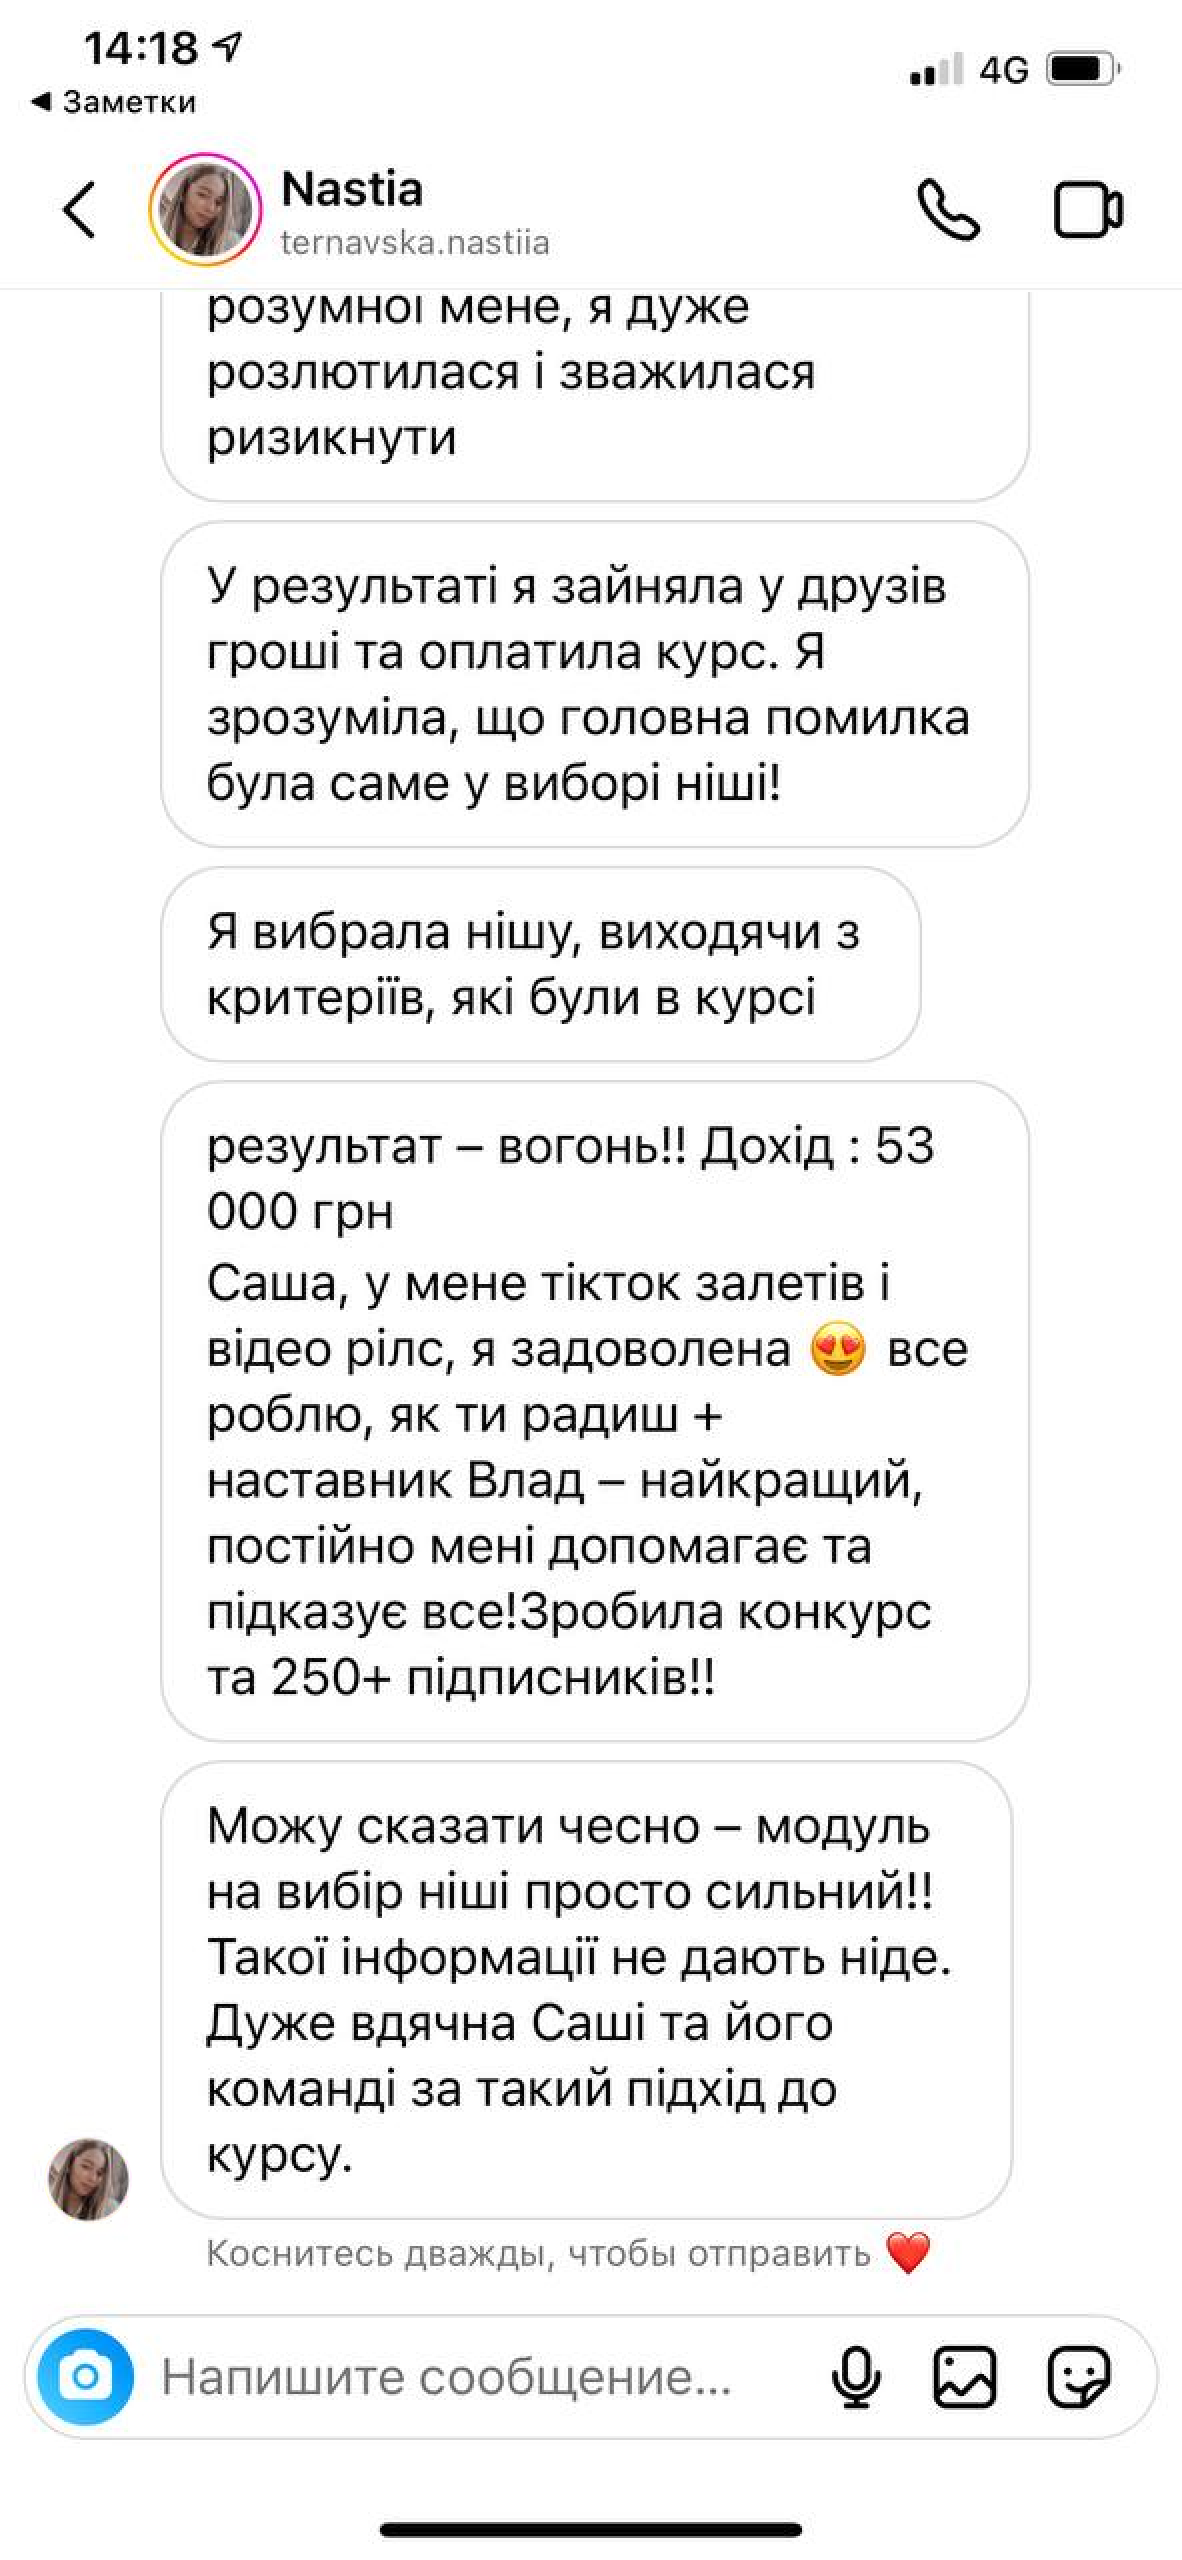 14:18
4G
◀ Заметки
Nastia
ternavska.nastiia
розумної мене, я дуже
розлютилася і зважилася
ризикнути
У результаті я зайняла у друзів
гроші та оплатила курс. Я
зрозуміла, що головна помилка
була саме у виборі ніші!
Я вибрала нішу, виходячи з
критеріїв, які були в курсі
результат – вогонь!! Дохід : 53
000 грн
Саша, у мене тікток залетів і
відео рілс, я задоволена 😍 все
роблю, як ти радиш +
наставник Влад – найкращий,
постійно мені допомагає та
підказує все!Зробила конкурс
та 250+ підписників!!
Можу сказати чесно – модуль
на вибір ніші просто сильний!!
Такої інформації не дають ніде.
Дуже вдячна Саші та його
команді за такий підхід до
курсу.
Коснитесь дважды, чтобы отправить ❤️
Напишите сообщение...